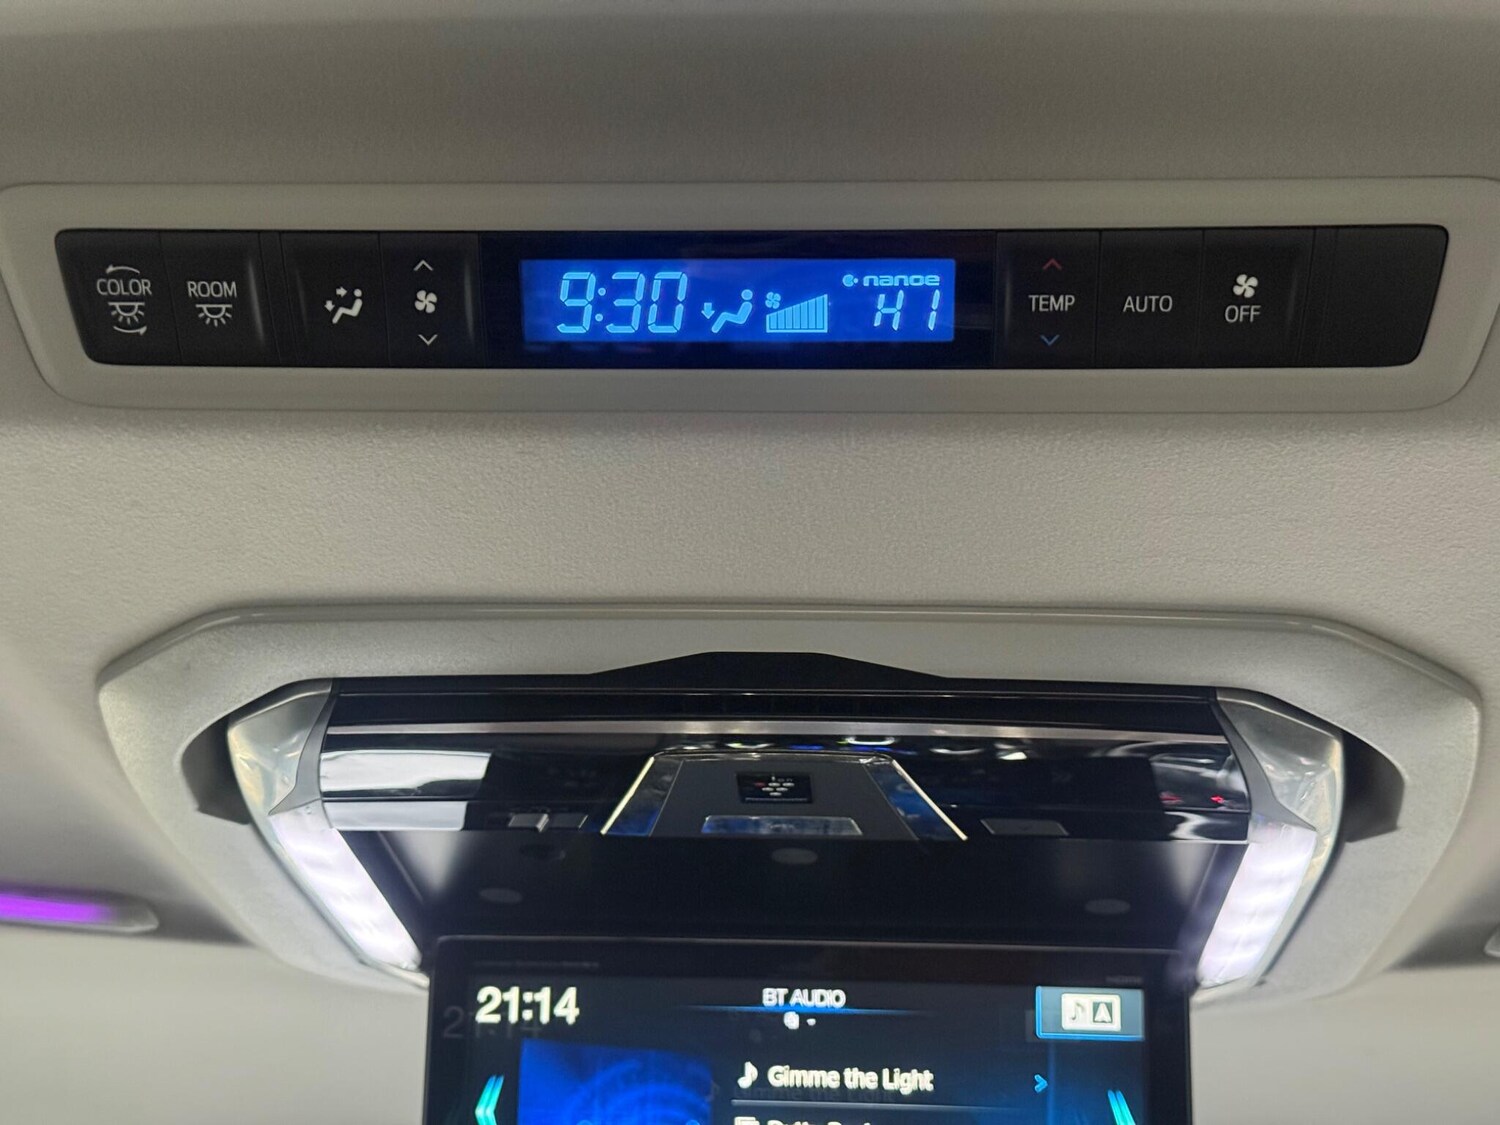 COLOR
ROOM
9:30
nanoe
HI
TEMP
AUTO
OFF
21:14
BT AUDIO
A
Gimme the Light